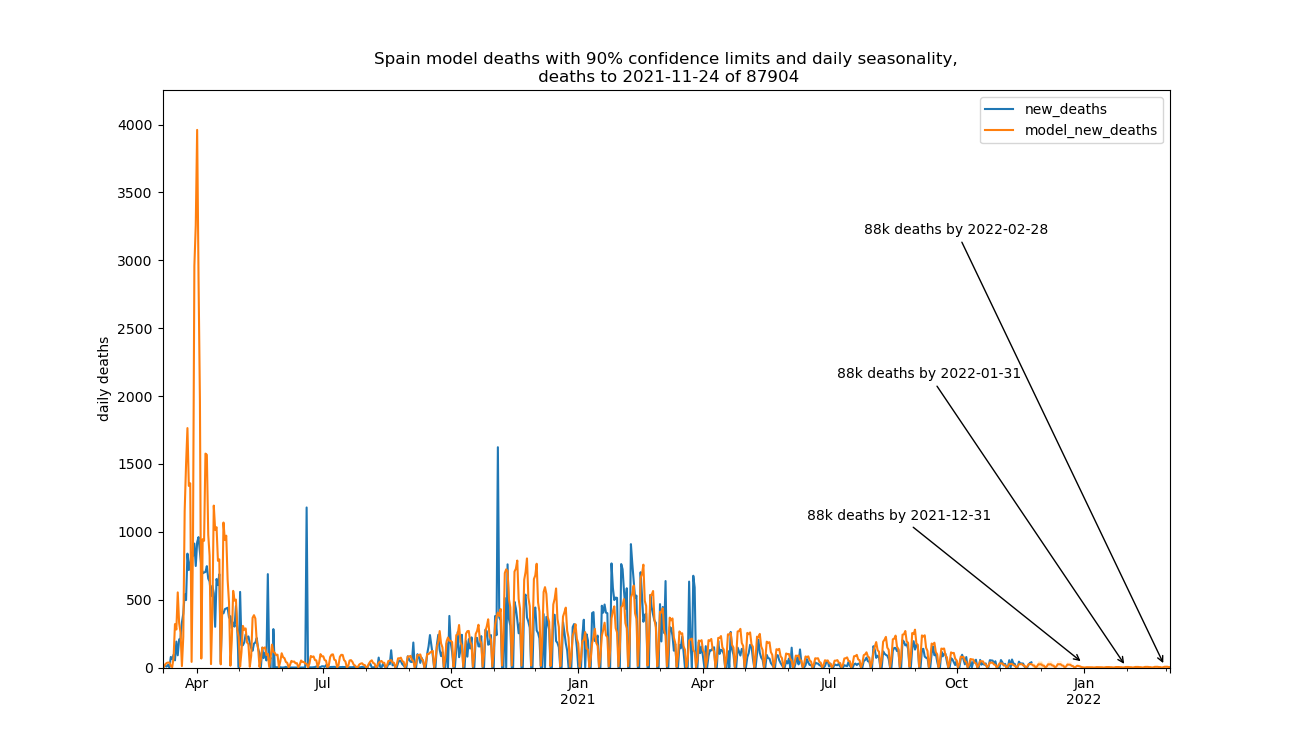 Spain model deaths with 90% confidence limits and daily seasonality,
deaths to 2021-11-24 of 87904
new_deaths
model_new_deaths
daily deaths
4000
3500
3000
2500
2000
1500
1000
500
0
88k deaths by 2022-02-28
88k deaths by 2022-01-31
88k deaths by 2021-12-31
Apr
Jul
Oct
Jan
2021
Apr
Jul
Oct
Jan
2022